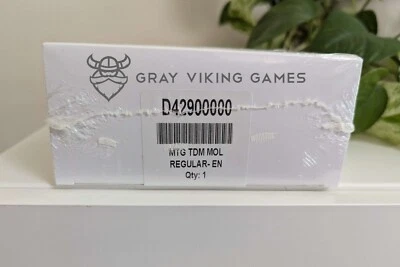 GRAY VIKING GAMES
D42900000
MTG TDM MOL
REGULAR- EN
Qty: 1